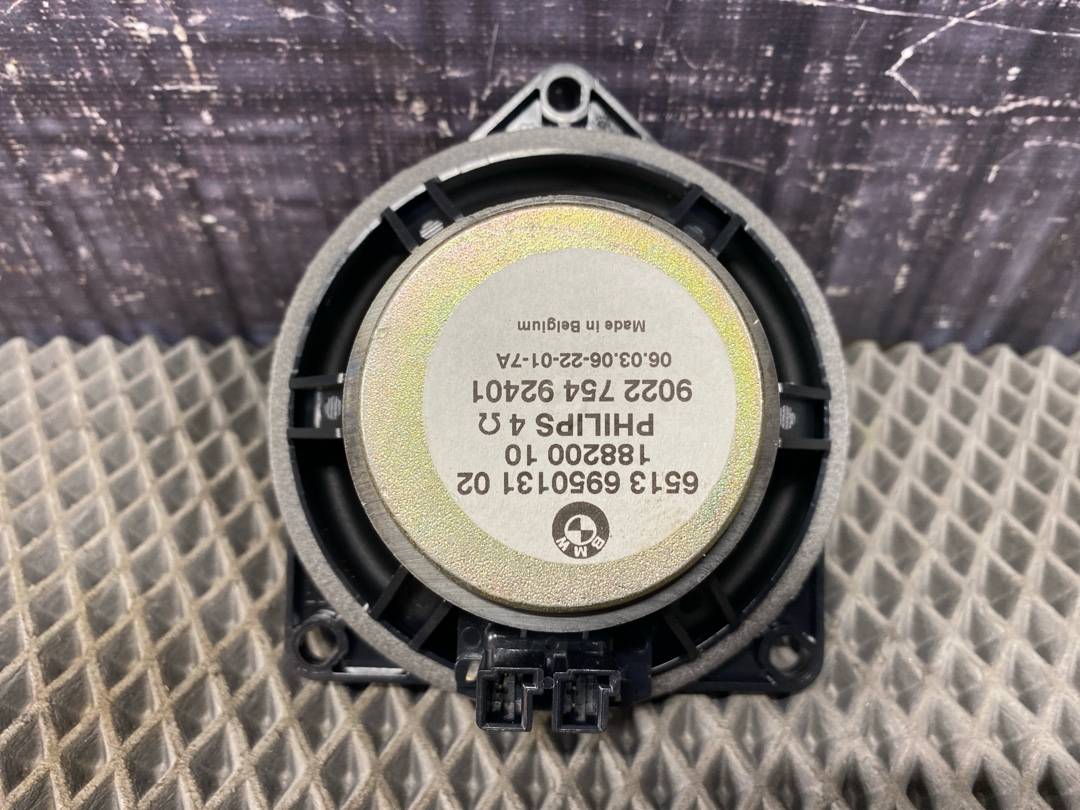 BMW
6513 6950131 02
188200 10
PHILIPS 4 Ω
9022 754 92401
06.03.06-22-01-7A
Made in Belgium